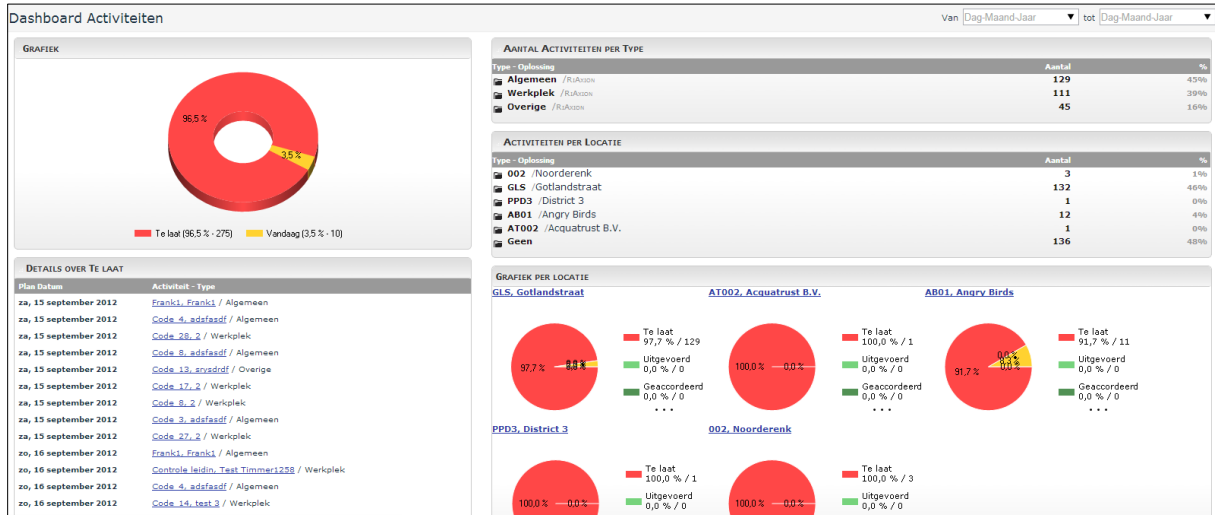 Dashboard Activiteiten
Van Dag-Maand-Jaar tot Dag-Maand-Jaar
GRAFIEK
96,5 %
3,5 %
Te laat (96,5 % - 275) Vandaag (3,5 % - 10)
DETAILS OVER TE LAAT
Plan Datum Activiteit - Type
za, 15 september 2012 Frank1, Frank1 / Algemeen
za, 15 september 2012 Code 4, adsfasdf / Algemeen
za, 15 september 2012 Code 28, 2 / Werkplek
za, 15 september 2012 Code 8, adsfasdf / Algemeen
za, 15 september 2012 Code 13, srysdrdf / Overige
za, 15 september 2012 Code 17, 2 / Werkplek
za, 15 september 2012 Code 8, 2 / Werkplek
za, 15 september 2012 Code 3, adsfasdf / Algemeen
za, 15 september 2012 Code 27, 2 / Werkplek
zo, 16 september 2012 Frank1, Frank1 / Algemeen
zo, 16 september 2012 Controle leidin, Test Timmer1258 / Werkplek
zo, 16 september 2012 Code 4, adsfasdf / Algemeen
zo, 16 september 2012 Code 14, test 3 / Werkplek
AANTAL ACTIVITEITEN PER TYPE
Type - Oplossing Aantal %
Algemeen /RIAXION 129 45%
Werkplek /RIAXION 111 39%
Overige /RIAXION 45 16%
ACTIVITEITEN PER LOCATIE
Type - Oplossing Aantal %
002 /Noorderenk 3 1%
GLS /Gotlandstraat 132 46%
PPD3 /District 3 1 0%
AB01 /Angry Birds 12 4%
AT002 /Acquatrust B.V. 1 0%
Geen 136 48%
GRAFIEK PER LOCATIE
GLS, Gotlandstraat
97,7 %
Te laat
97,7 % / 129
Uitgevoerd
0,0 % / 0
Geaccordeerd
0,0 % / 0
...
AT002, Acquatrust B.V.
100,0 % 0,0 %
Te laat
100,0 % / 1
Uitgevoerd
0,0 % / 0
Geaccordeerd
0,0 % / 0
...
AB01, Angry Birds
91,7 %
Te laat
91,7 % / 11
Uitgevoerd
0,0 % / 0
Geaccordeerd
0,0 % / 0
...
PPD3, District 3
100,0 % 0,0 %
Te laat
100,0 % / 1
Uitgevoerd
0,0 % / 0
002, Noorderenk
100,0 % 0,0 %
Te laat
100,0 % / 3
Uitgevoerd
0,0 % / 0